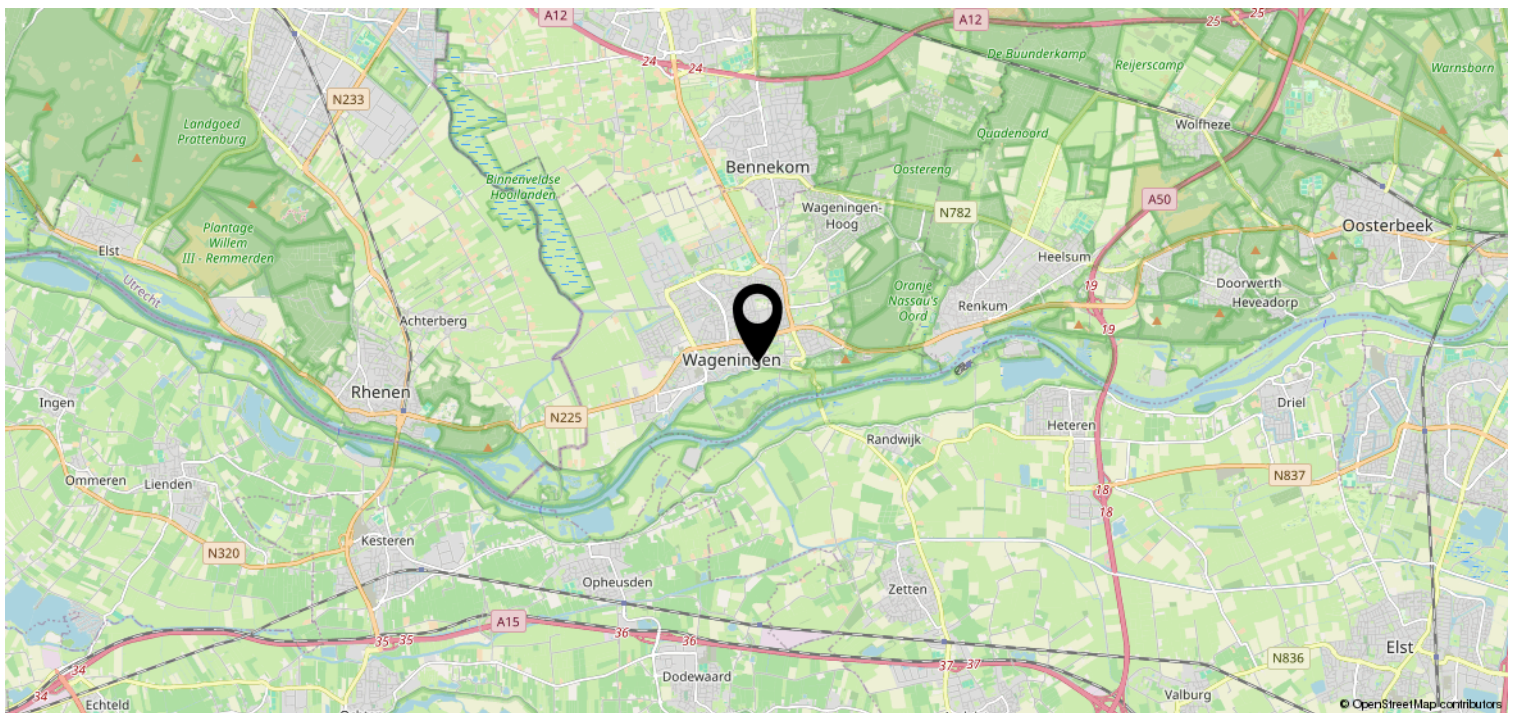 A12
A12
25
25
24
24
De Buunderkamp
Reijerscamp
Warnsborn
N233
Landgoed
Prattenburg
Wolfheze
Quadenoord
Bennekom
Oostereng
Binnenveldse
Hooilanden
A50
Wageningen-
Hoog
N782
Oosterbeek
Plantage
Willem
III - Remmerden
Elst
Heelsum
Utrecht
19
Oranje
Nassau's
Oord
Doorwerth
Heveadorp
Renkum
Achterberg
19
Wageningen
Rhenen
Ingen
Driel
N225
Heteren
Randwijk
Ommeren
Lienden
N837
18
18
Kesteren
N320
Opheusden
Zetten
A15
36
36
35
35
Elst
N836
37
37
34
34
Dodewaard
Valburg
Echteld
© OpenStreetMap contributors